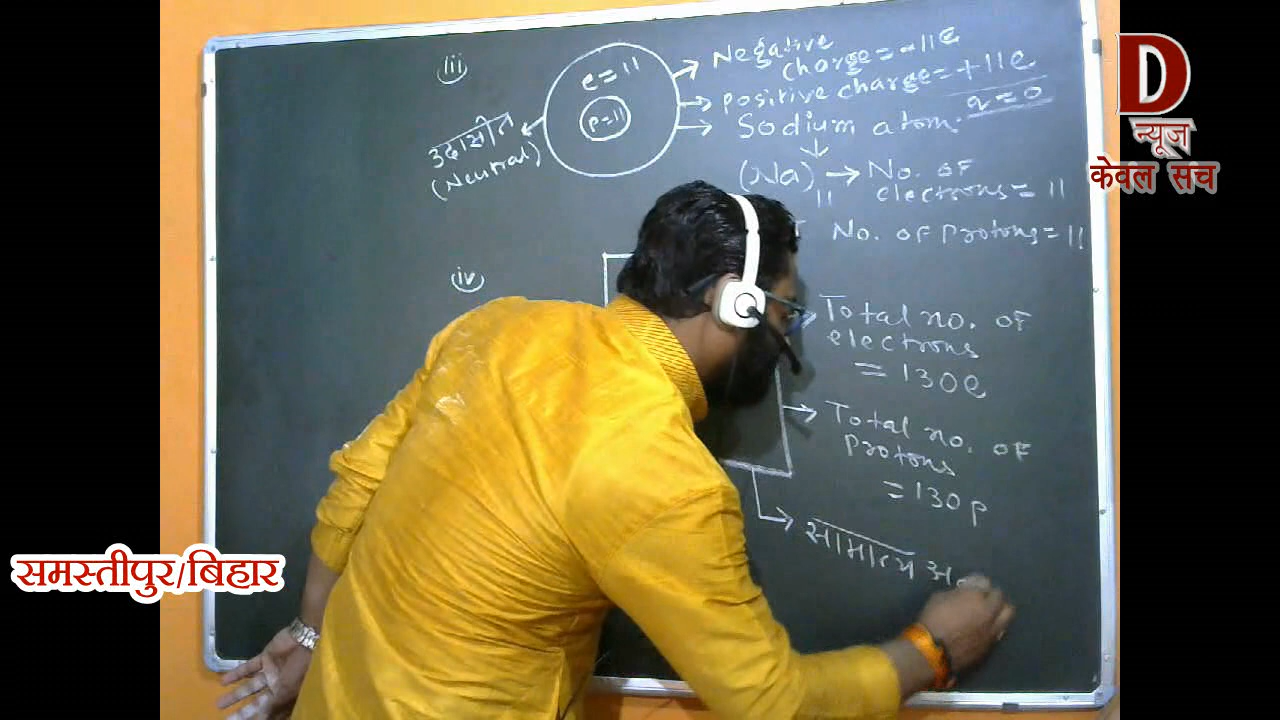 iii
e = 11
p=11
उदासीन
(Neutral)
Negative
charge = -11e
positive charge = +11e
q = 0
Sodium atom.
(Na) → No. of
11
electrons = 11
No. of Protons = 11
iv
Total no. of
electrons
= 130e
Total no. of
Protons
= 130 p
सामान्य
D
न्यूज
केवल सच
समस्तीपुर/बिहार